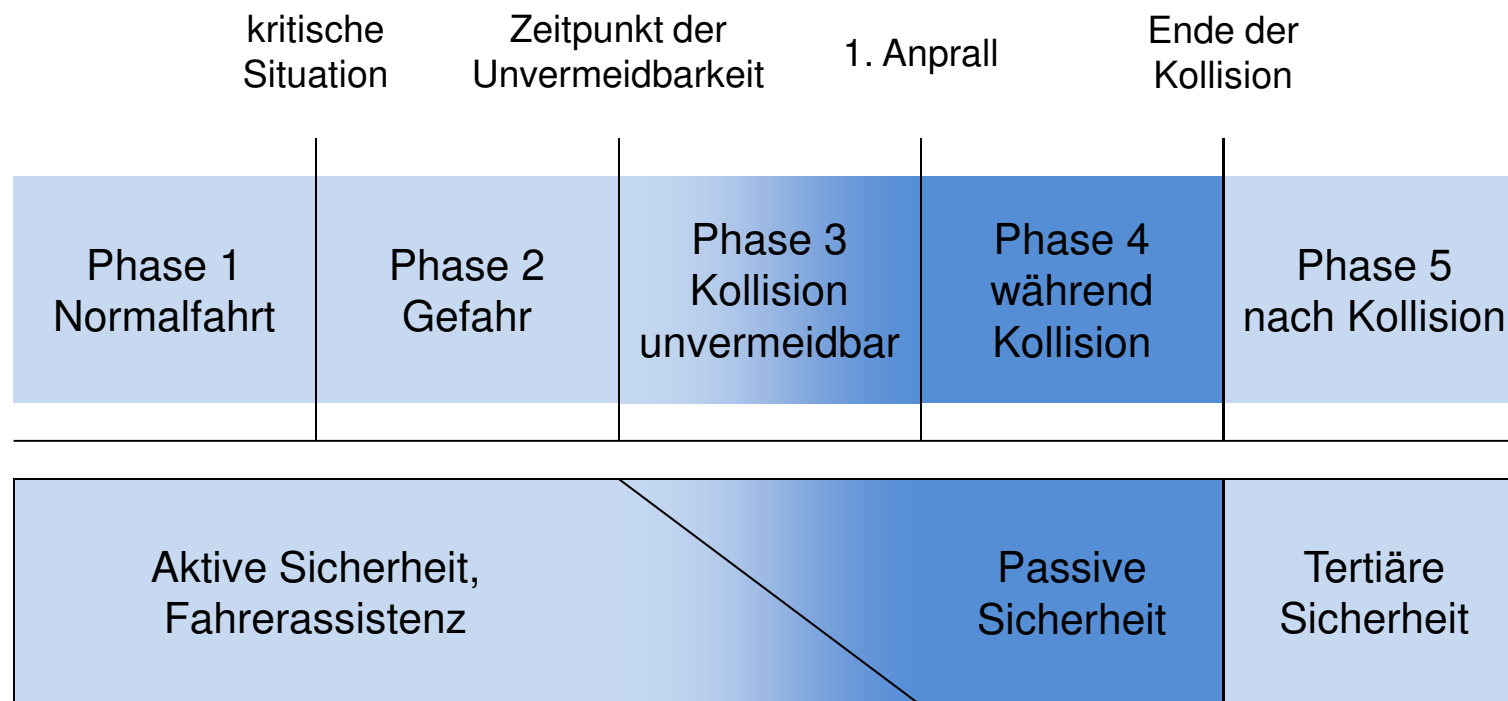 kritische
Situation
Zeitpunkt der
Unvermeidbarkeit
1. Anprall
Ende der
Kollision
Phase 1
Normalfahrt
Phase 2
Gefahr
Phase 3
Kollision
unvermeidbar
Phase 4
während
Kollision
Phase 5
nach Kollision
Aktive Sicherheit,
Fahrerassistenz
Passive
Sicherheit
Tertiäre
Sicherheit